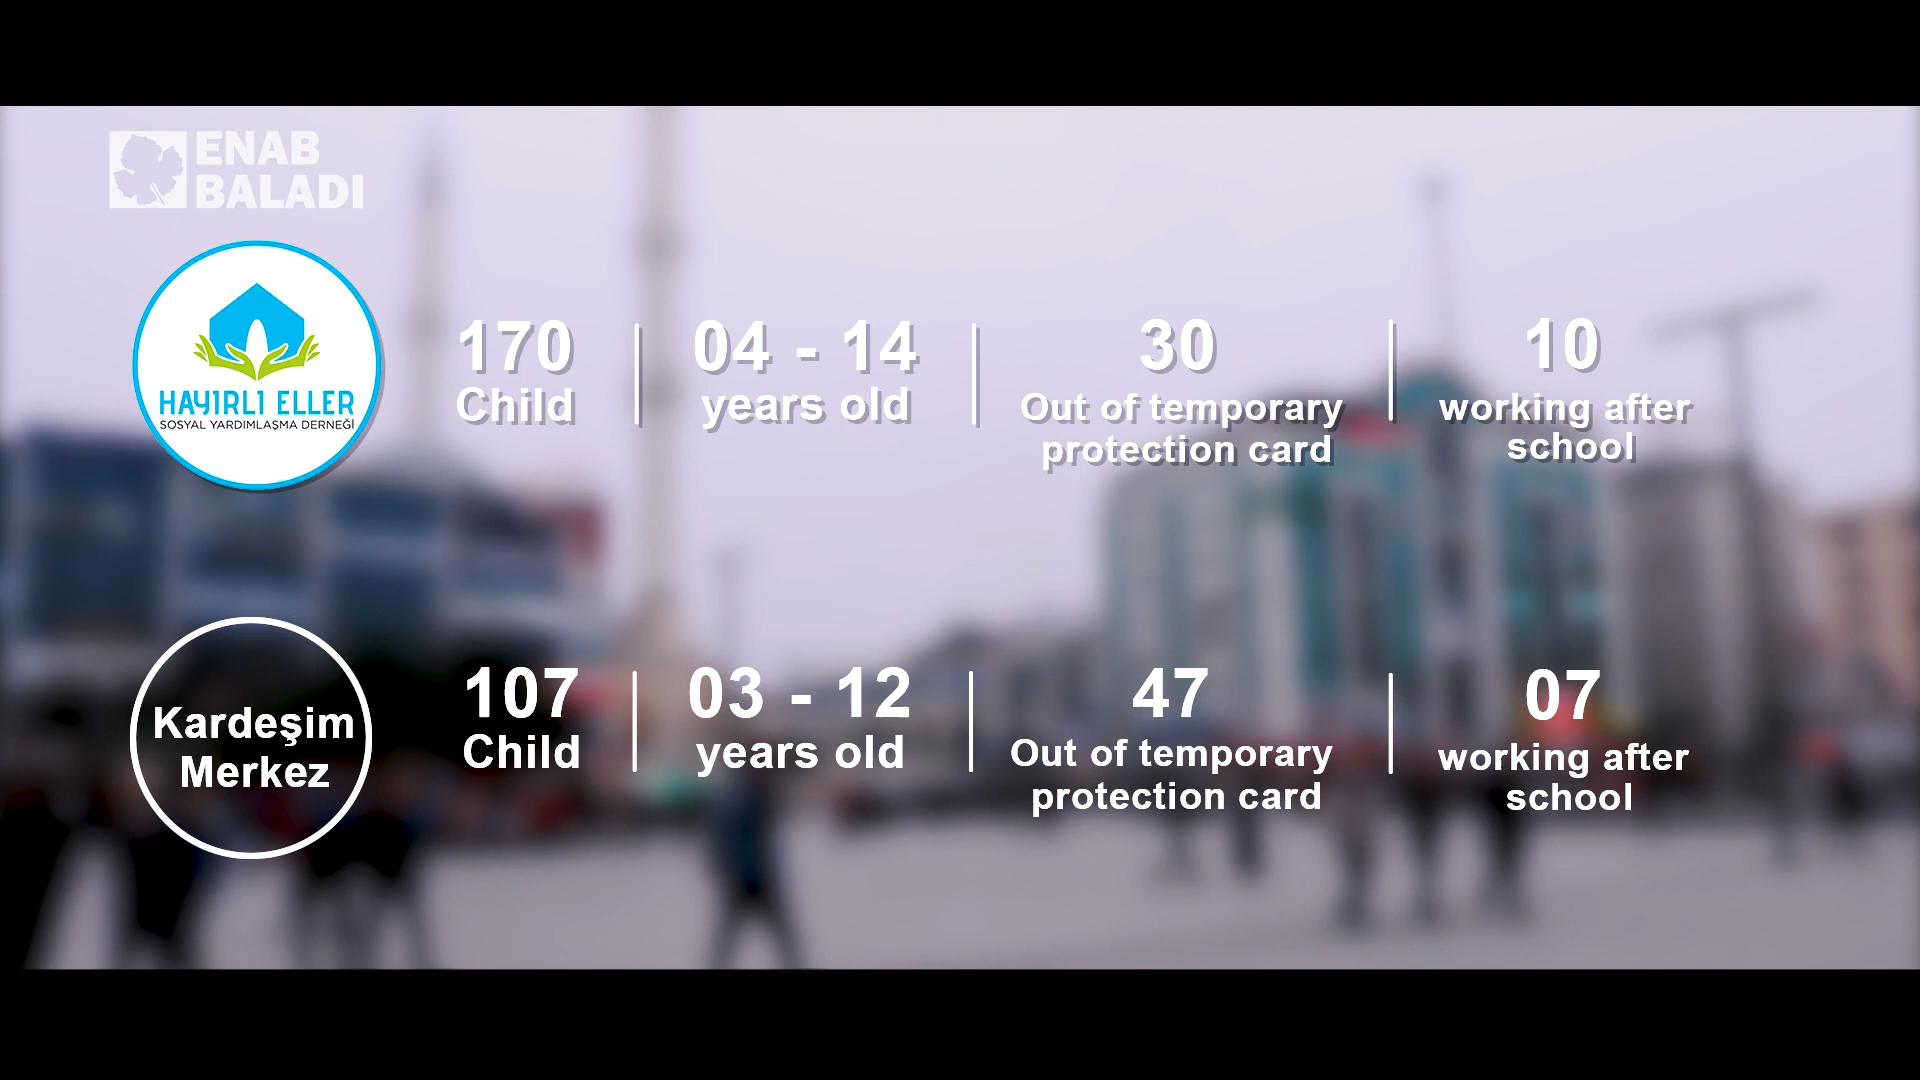 ENAB
BALADI
HAYIRLI ELLER
SOSYAL YARDIMLAŞMA DERNEĞİ
170
Child
04 - 14
years old
30
Out of temporary
protection card
10
working after
school
Kardeşim
Merkez
107
Child
03 - 12
years old
47
Out of temporary
protection card
07
working after
school